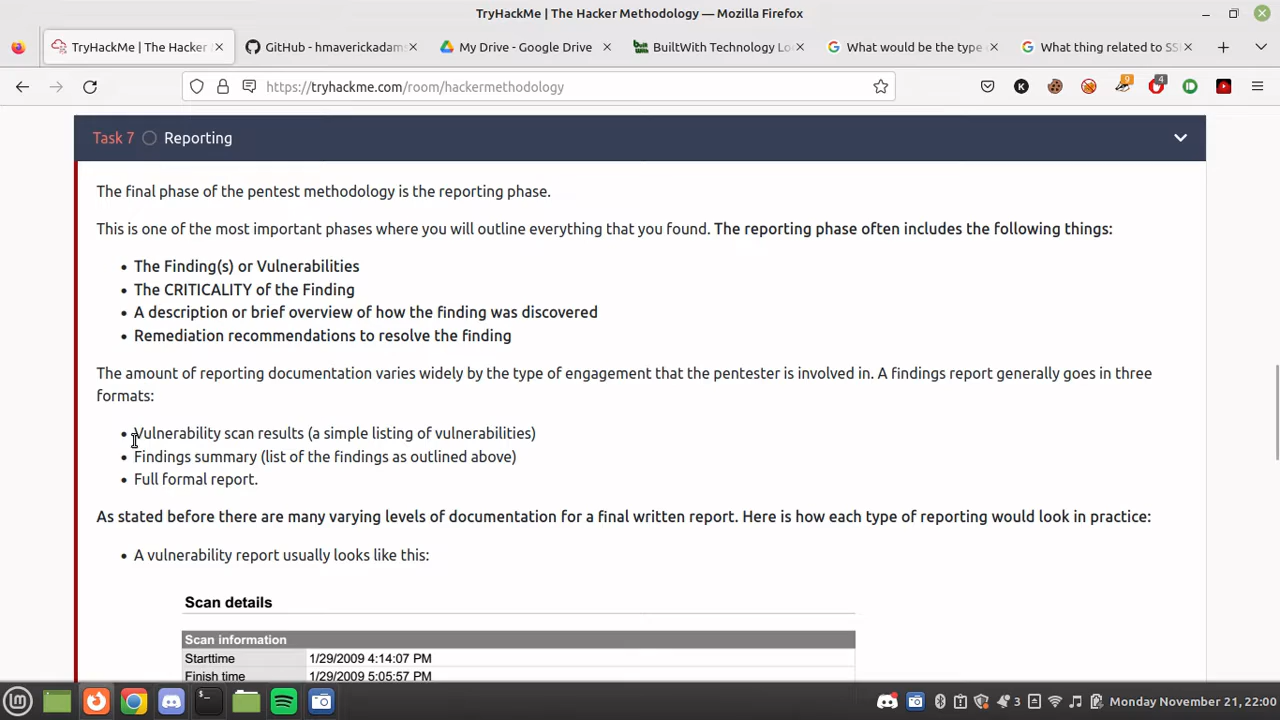 TryHackMe | The Hacker Methodology — Mozilla Firefox
TryHackMe | The Hacker
GitHub - hmaverickadams
My Drive - Google Drive
BuiltWith Technology Lo
What would be the type
What thing related to SS
https://tryhackme.com/room/hackermethodology
K
9
4
Task 7 Reporting
The final phase of the pentest methodology is the reporting phase.
This is one of the most important phases where you will outline everything that you found. The reporting phase often includes the following things:
• The Finding(s) or Vulnerabilities
• The CRITICALITY of the Finding
• A description or brief overview of how the finding was discovered
• Remediation recommendations to resolve the finding
The amount of reporting documentation varies widely by the type of engagement that the pentester is involved in. A findings report generally goes in three
formats:
• Vulnerability scan results (a simple listing of vulnerabilities)
• Findings summary (list of the findings as outlined above)
• Full formal report.
As stated before there are many varying levels of documentation for a final written report. Here is how each type of reporting would look in practice:
• A vulnerability report usually looks like this:
Scan details
Scan information
Starttime 1/29/2009 4:14:07 PM
Finish time 1/29/2009 5:05:57 PM
3
Monday November 21, 22:00